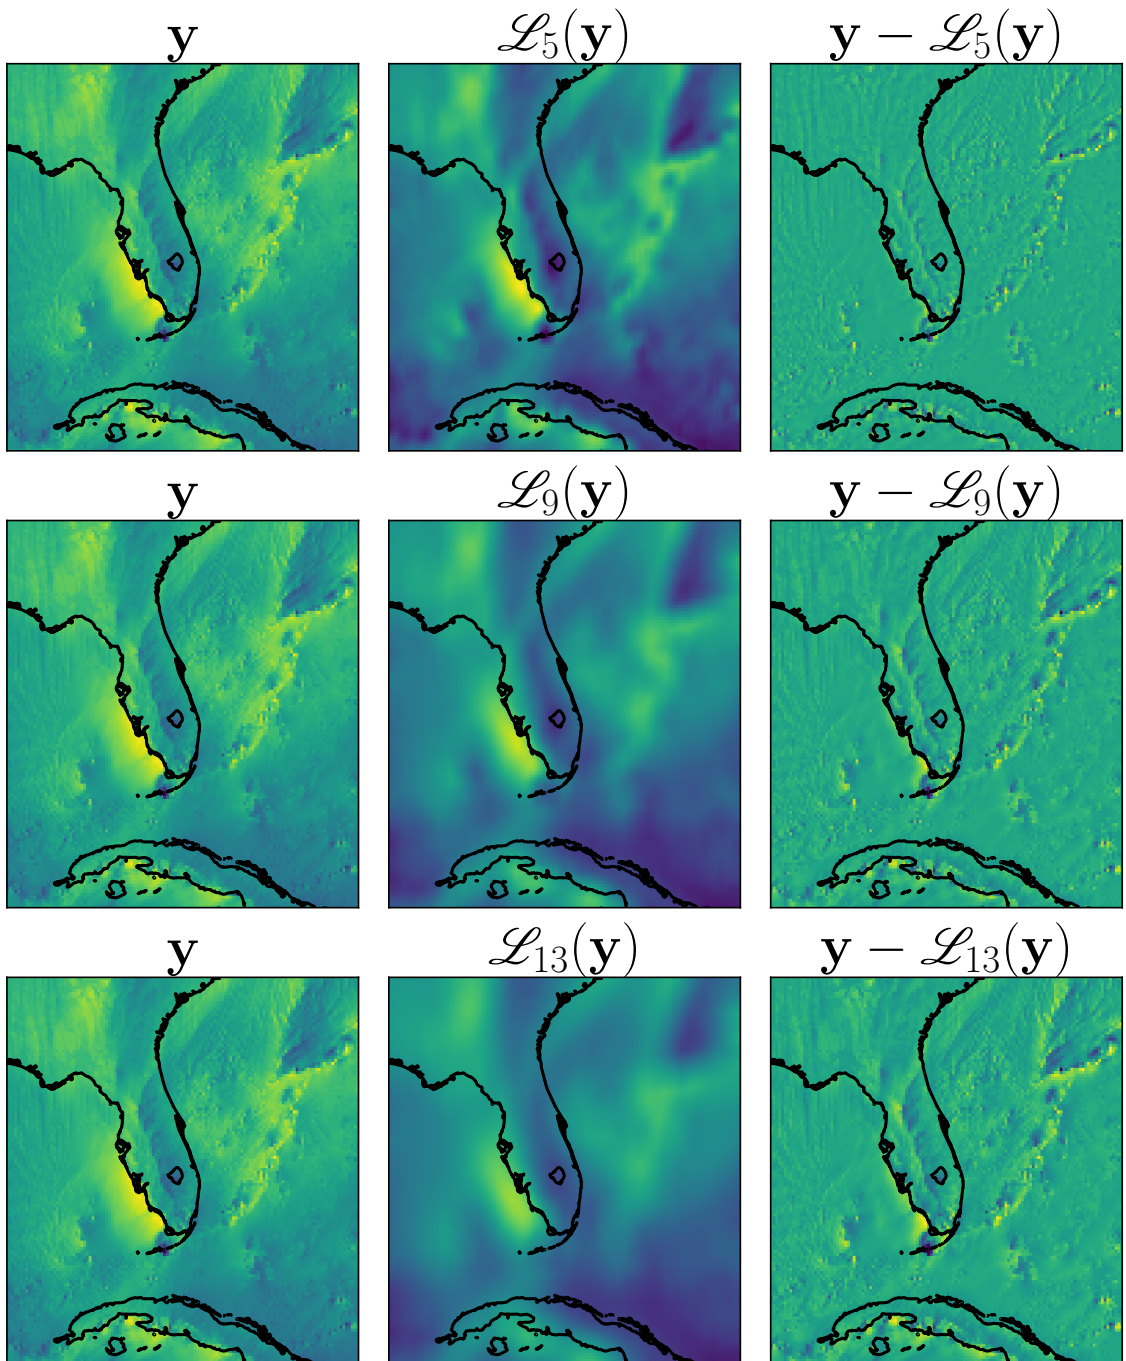 y
ℒ₅(y)
y − ℒ₅(y)
y
ℒ₉(y)
y − ℒ₉(y)
y
ℒ₁₃(y)
y − ℒ₁₃(y)